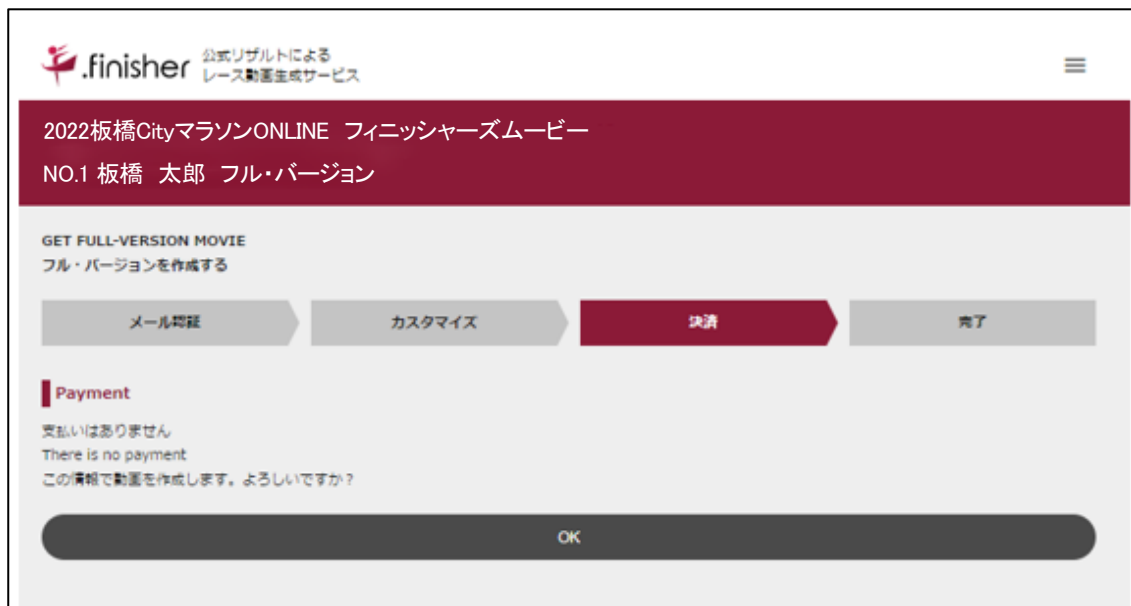 .finisher
公式リザルトによる
レース動画生成サービス
2022板橋CityマラソンONLINE フィニッシャーズムービー
NO.1 板橋 太郎 フル・バージョン
GET FULL-VERSION MOVIE
フル・バージョンを作成する
メール認証 カスタマイズ 決済 完了
Payment
支払いはありません
There is no payment
この情報で動画を作成します。よろしいですか？
OK